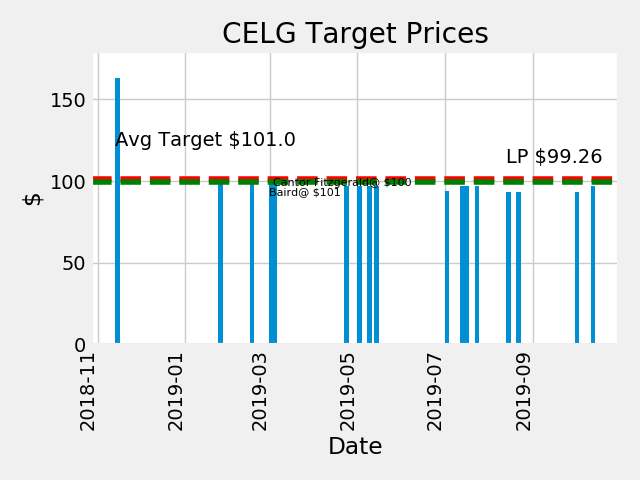 CELG Target Prices
150
Avg Target $101.0
LP $99.26
100
Cantor Fitzgerald@ $100
Baird@ $101
$
50
0
2018-11
2019-01
2019-03
2019-05
2019-07
2019-09
Date